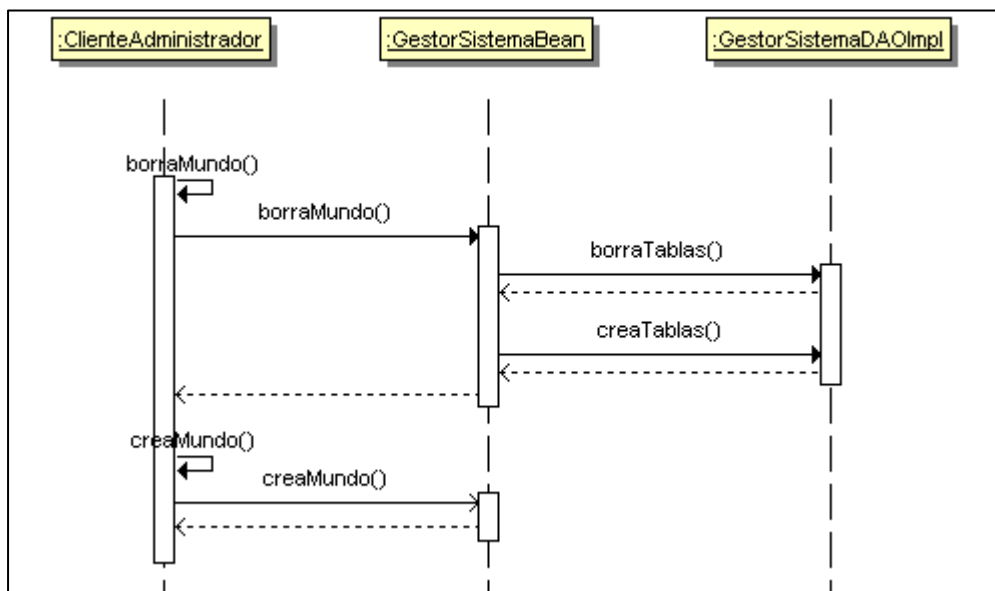 :ClienteAdministrador
:GestorSistemaBean
:GestorSistemaDAOImpl
borraMundo()
borraMundo()
borraTablas()
creaTablas()
creaMundo()
creaMundo()